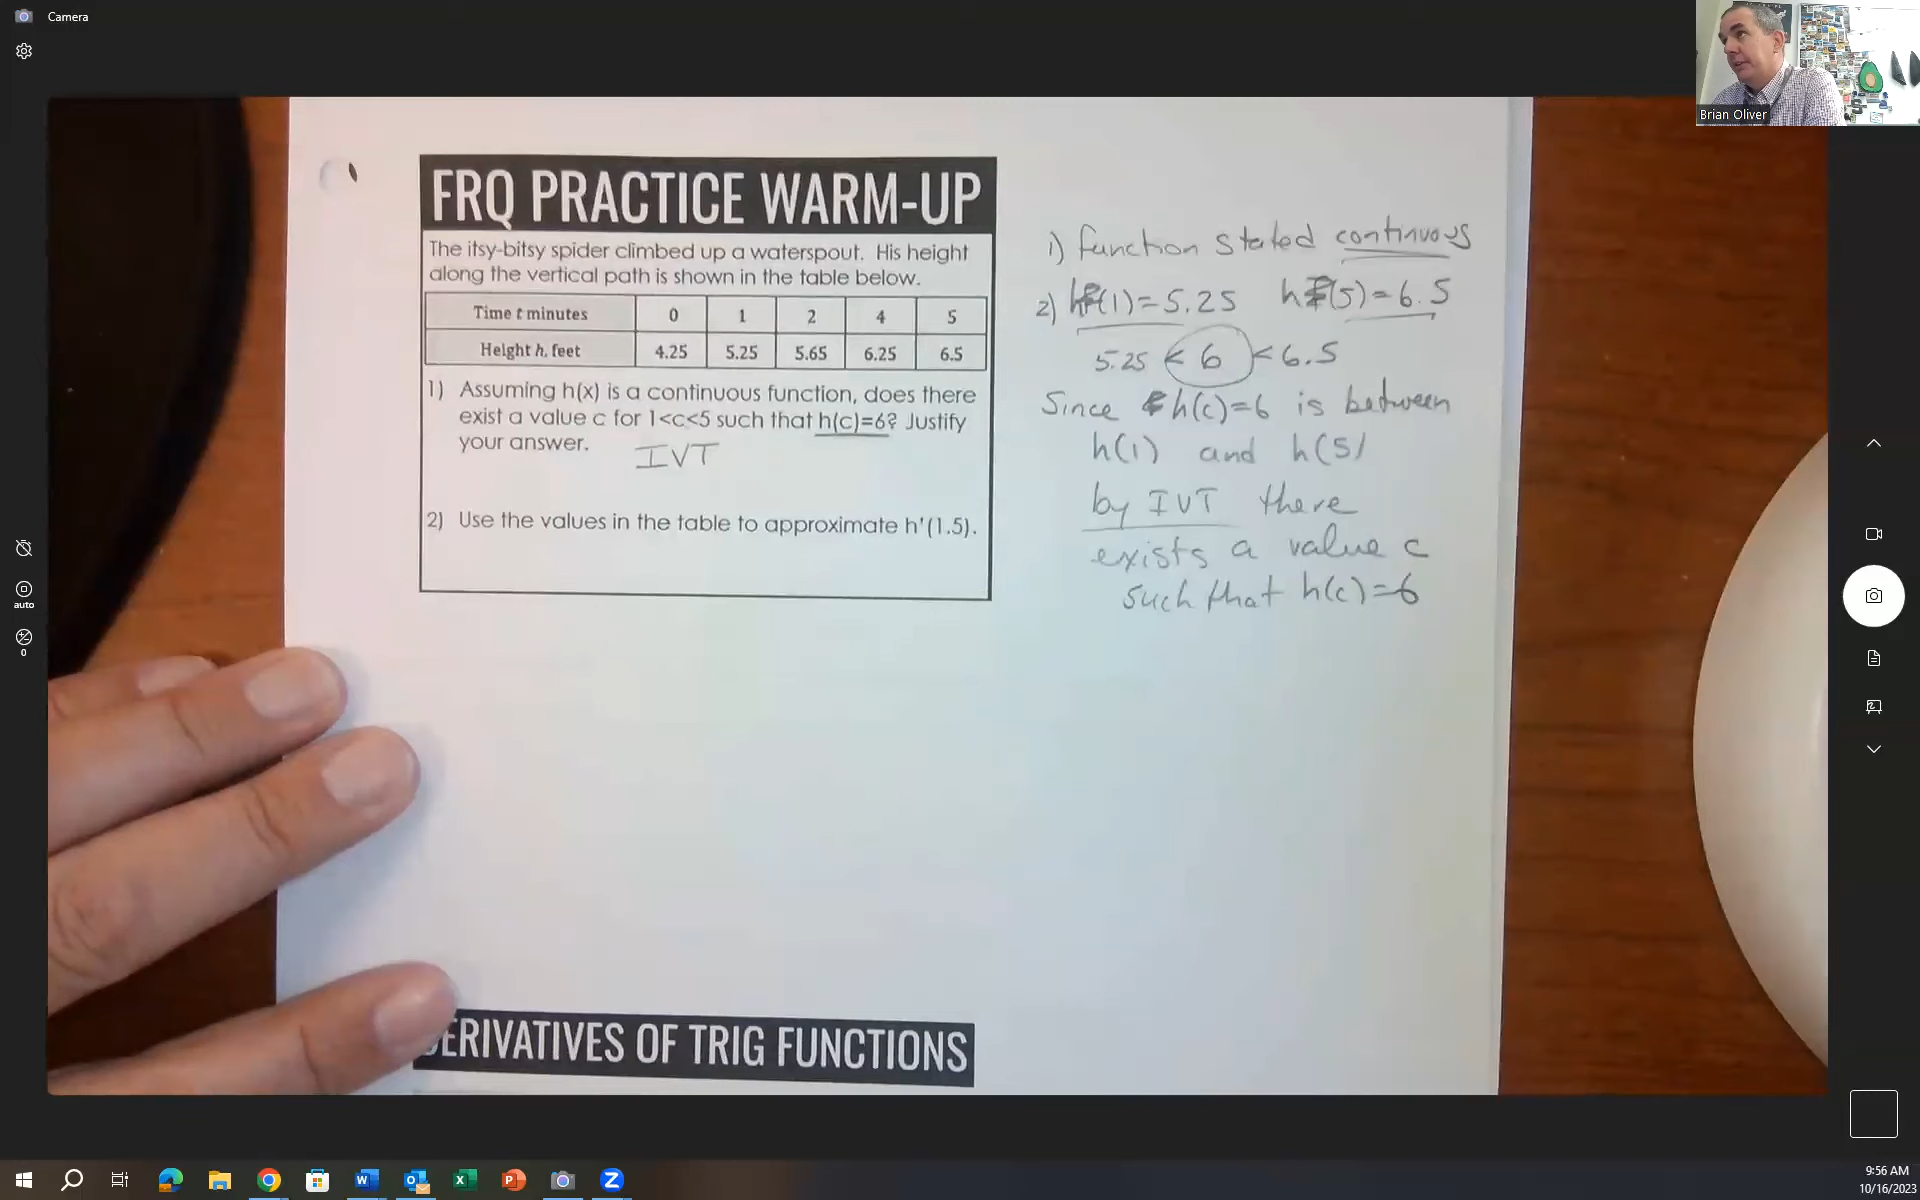 Camera
Brian Oliver
FRQ PRACTICE WARM-UP
The itsy-bitsy spider climbed up a waterspout. His height
along the vertical path is shown in the table below.
Time t minutes 0 1 2 4 5
Height h, feet 4.25 5.25 5.65 6.25 6.5
1) Assuming h(x) is a continuous function, does there
exist a value c for 1<c<5 such that h(c)=6? Justify
your answer.
IVT
2) Use the values in the table to approximate h'(1.5).
1) function stated continuous
2) h(1)=5.25 h(5)=6.5
5.25 < 6 < 6.5
Since h(c)=6 is between
h(1) and h(5)
by IVT there
exists a value c
such that h(c)=6
ERIVATIVES OF TRIG FUNCTIONS
auto
0
9:56 AM
10/16/2023